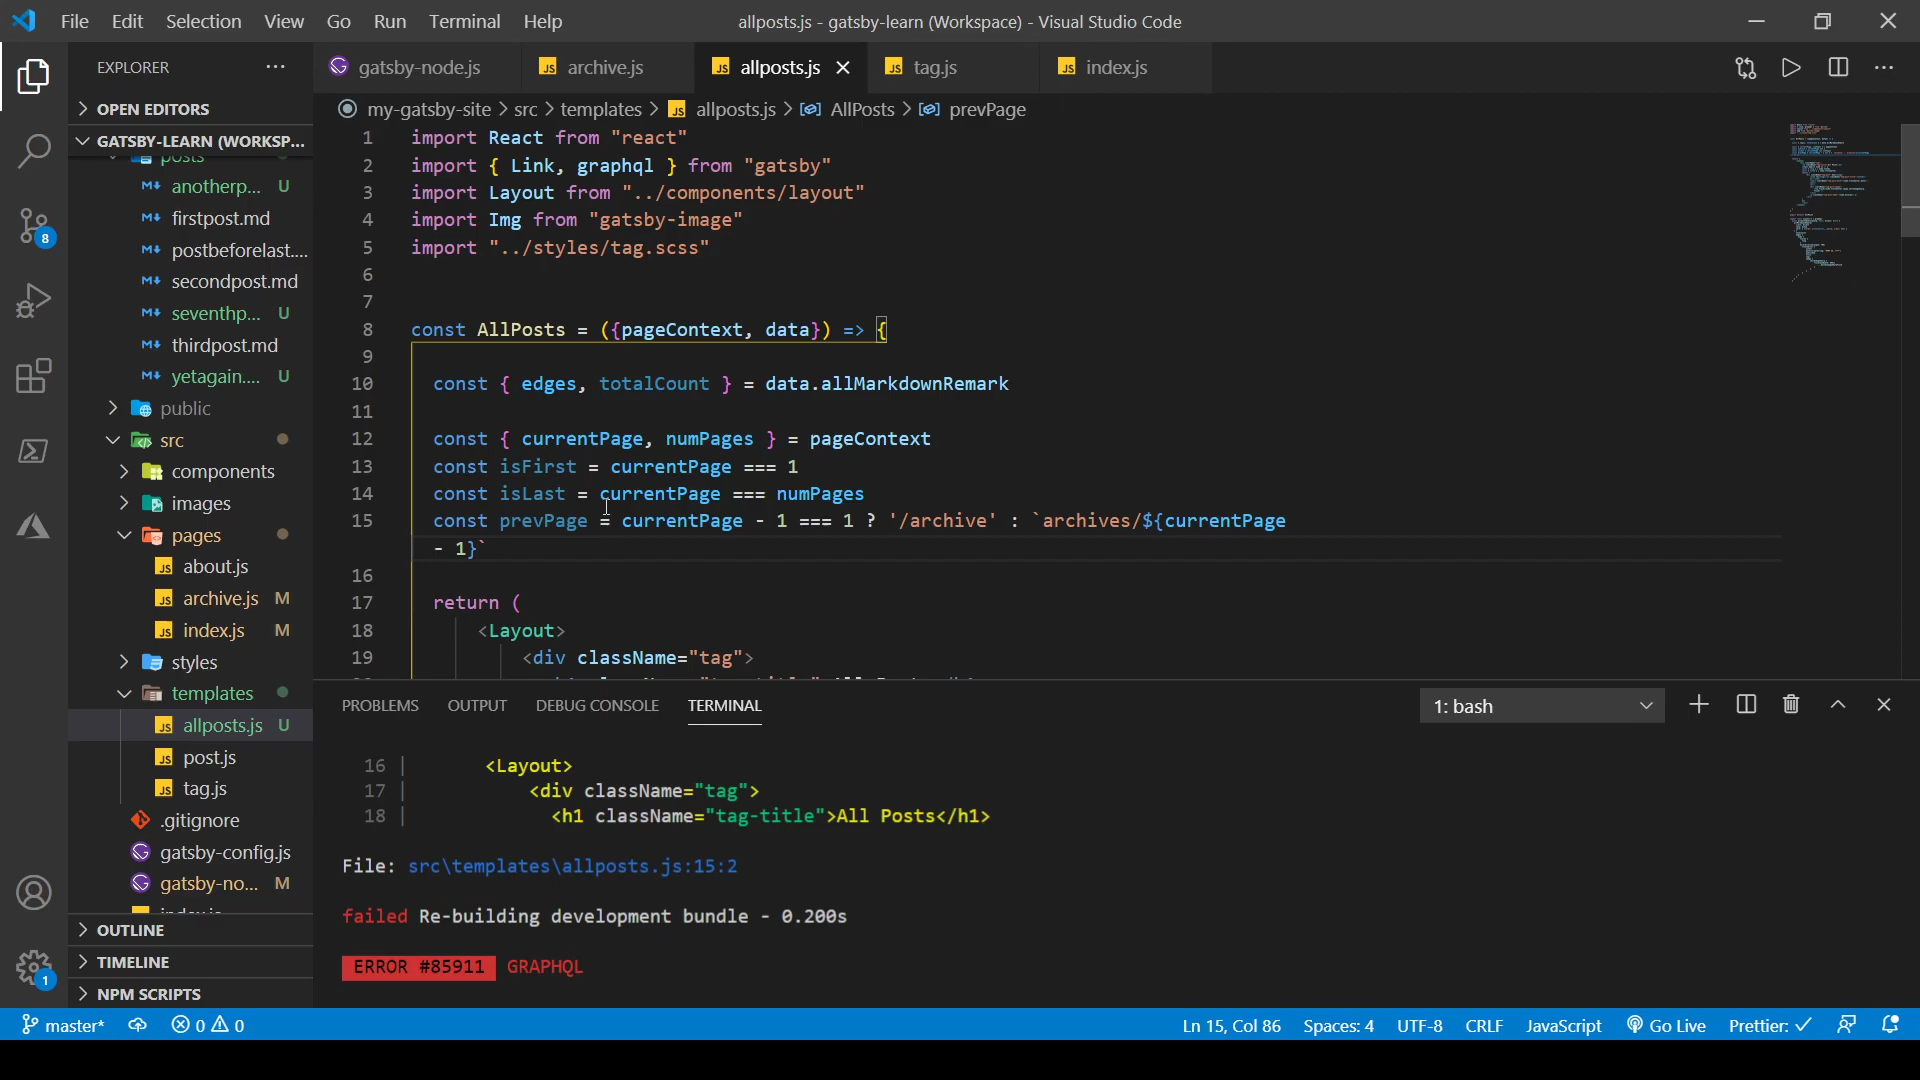 File Edit Selection View Go Run Terminal Help
allposts.js - gatsby-learn (Workspace) - Visual Studio Code
EXPLORER
OPEN EDITORS
GATSBY-LEARN (WORKSP...
posts
anotherp... U
firstpost.md
postbeforelast....
secondpost.md
seventhp... U
thirdpost.md
yetagain.... U
public
src
components
images
pages
about.js
archive.js M
index.js M
styles
templates
allposts.js U
post.js
tag.js
.gitignore
gatsby-config.js
gatsby-no... M
OUTLINE
TIMELINE
NPM SCRIPTS
8
1
gatsby-node.js archive.js allposts.js tag.js index.js
my-gatsby-site > src > templates > allposts.js > AllPosts > prevPage
1 import React from "react"
2 import { Link, graphql } from "gatsby"
3 import Layout from "../components/layout"
4 import Img from "gatsby-image"
5 import "../styles/tag.scss"
6
7
8 const AllPosts = ({pageContext, data}) => {
9
10 const { edges, totalCount } = data.allMarkdownRemark
11
12 const { currentPage, numPages } = pageContext
13 const isFirst = currentPage === 1
14 const isLast = currentPage === numPages
15 const prevPage = currentPage - 1 === 1 ? '/archive' : `archives/${currentPage
- 1}`
16
17 return (
18 <Layout>
19 <div className="tag">
PROBLEMS OUTPUT DEBUG CONSOLE TERMINAL
1: bash
16 | <Layout>
17 | <div className="tag">
18 | <h1 className="tag-title">All Posts</h1>
File: src\templates\allposts.js:15:2
failed Re-building development bundle - 0.200s
ERROR #85911 GRAPHQL
master* 0 0 Ln 15, Col 86 Spaces: 4 UTF-8 CRLF JavaScript Go Live Prettier: ✓